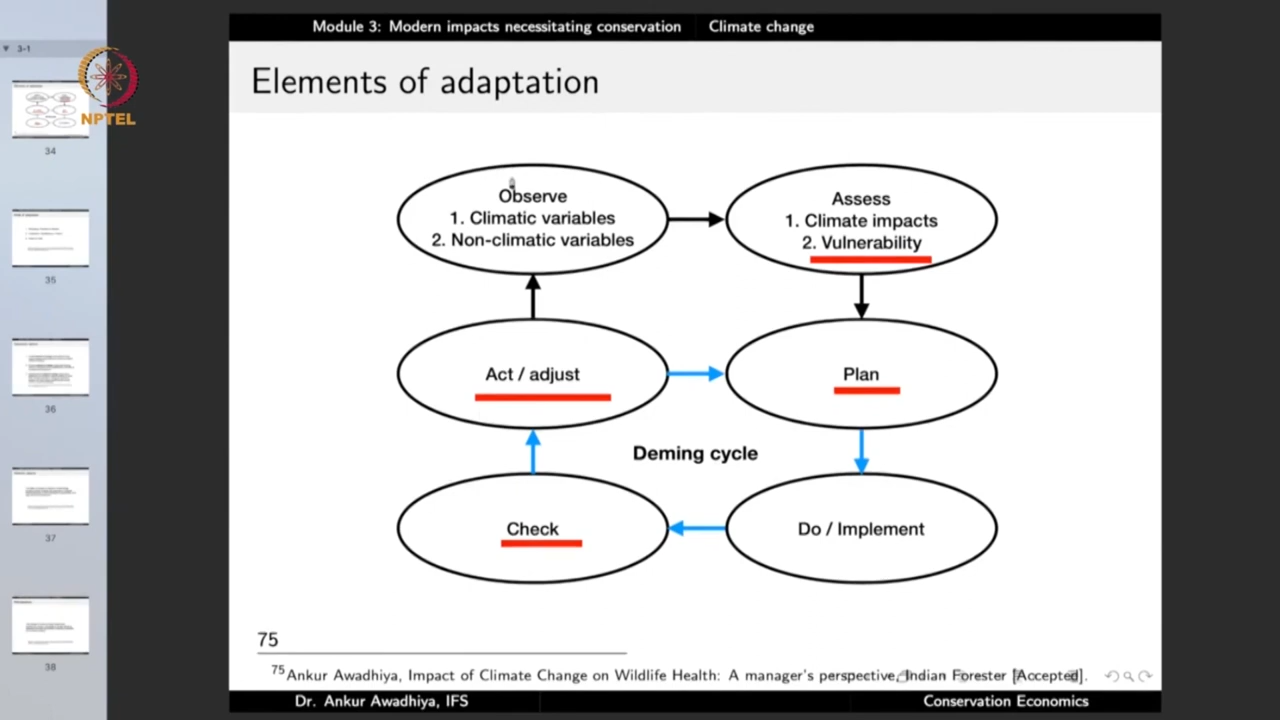 Module 3: Modern impacts necessitating conservation Climate change
3-1
NPTEL
34
35
36
37
38
Elements of adaptation
Observe
1. Climatic variables
2. Non-climatic variables
Assess
1. Climate impacts
2. Vulnerability
Act / adjust
Plan
Deming cycle
Check
Do / Implement
75
75 Ankur Awadhiya, Impact of Climate Change on Wildlife Health: A manager's perspective, Indian Forester [Accepted].
Dr. Ankur Awadhiya, IFS Conservation Economics